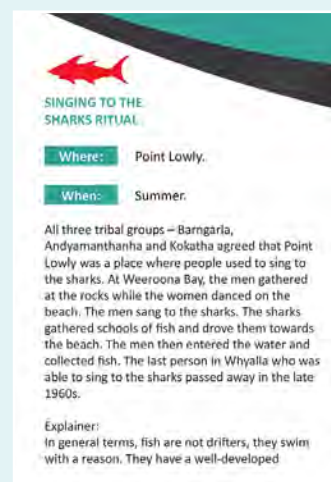 SINGING TO THE
SHARKS RITUAL
Where: Point Lowly.
When: Summer.
All three tribal groups – Barngarla,
Andyamanthanha and Kokatha agreed that Point
Lowly was a place where people used to sing to
the sharks. At Weeroona Bay, the men gathered
at the rocks while the women danced on the
beach. The men sang to the sharks. The sharks
gathered schools of fish and drove them towards
the beach. The men then entered the water and
collected fish. The last person in Whyalla who was
able to sing to the sharks passed away in the late
1960s.
Explainer:
In general terms, fish are not drifters, they swim
with a reason. They have a well-developed